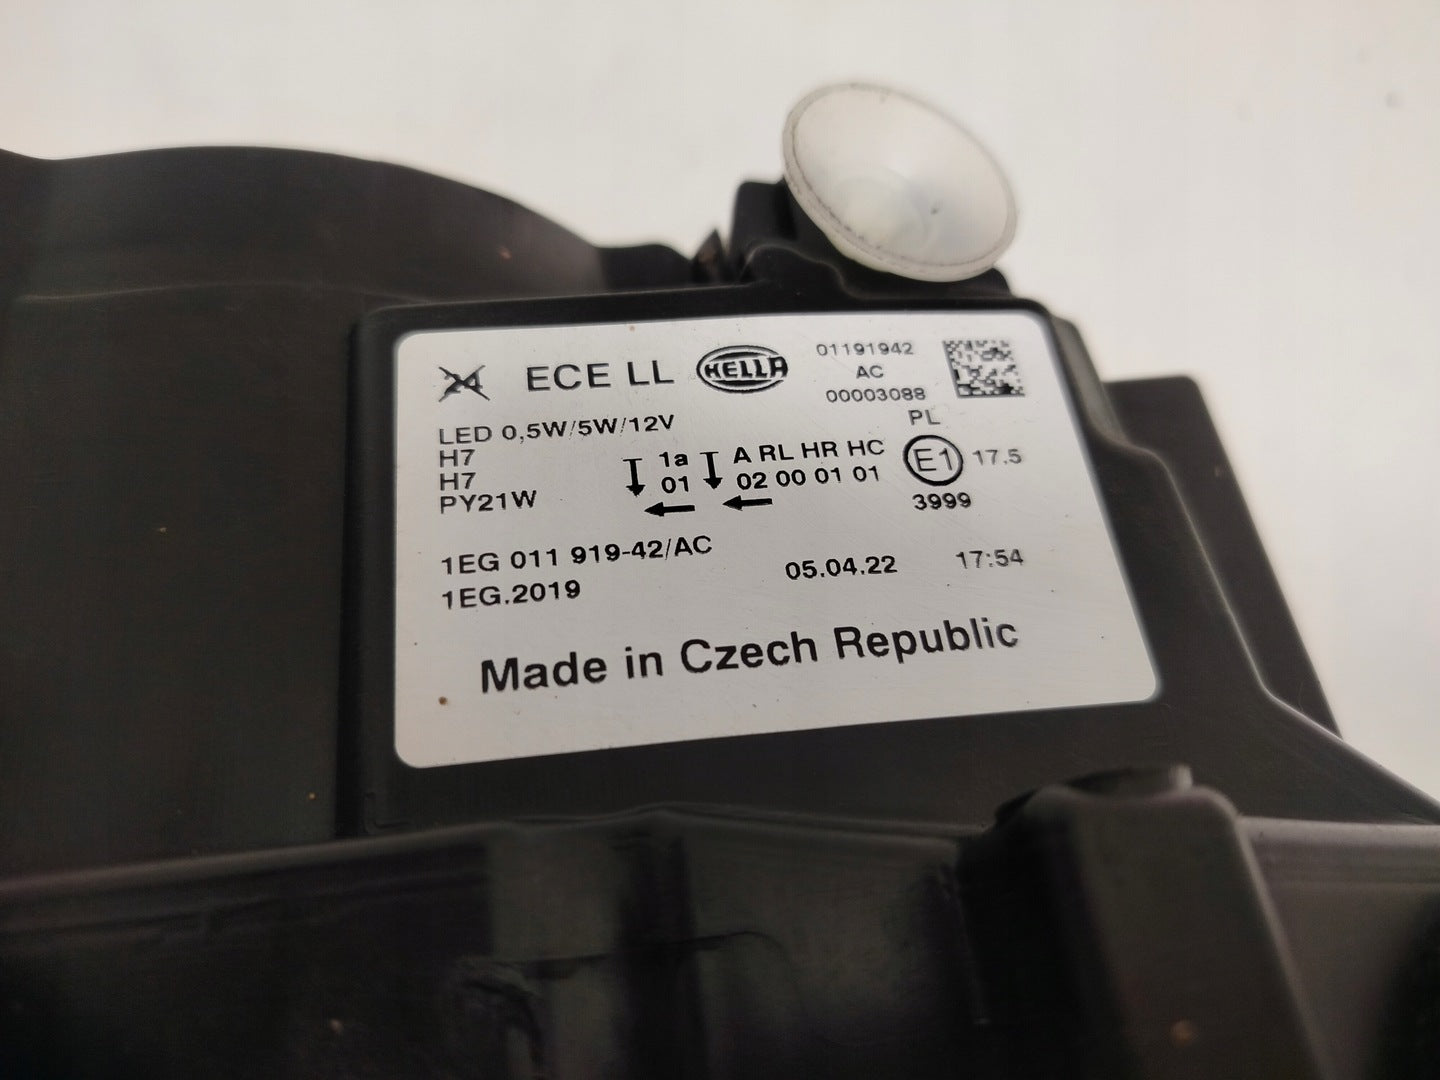 24 ECE LL HELLA
01191942
AC
00003088
LED 0,5W/5W/12V
H7
H7
PY21W
1a
01
A RL HR HC
02 00 01 01
PL
E1 17.5
3999
1EG 011 919-42/AC
1EG.2019
05.04.22 17:54
Made in Czech Republic